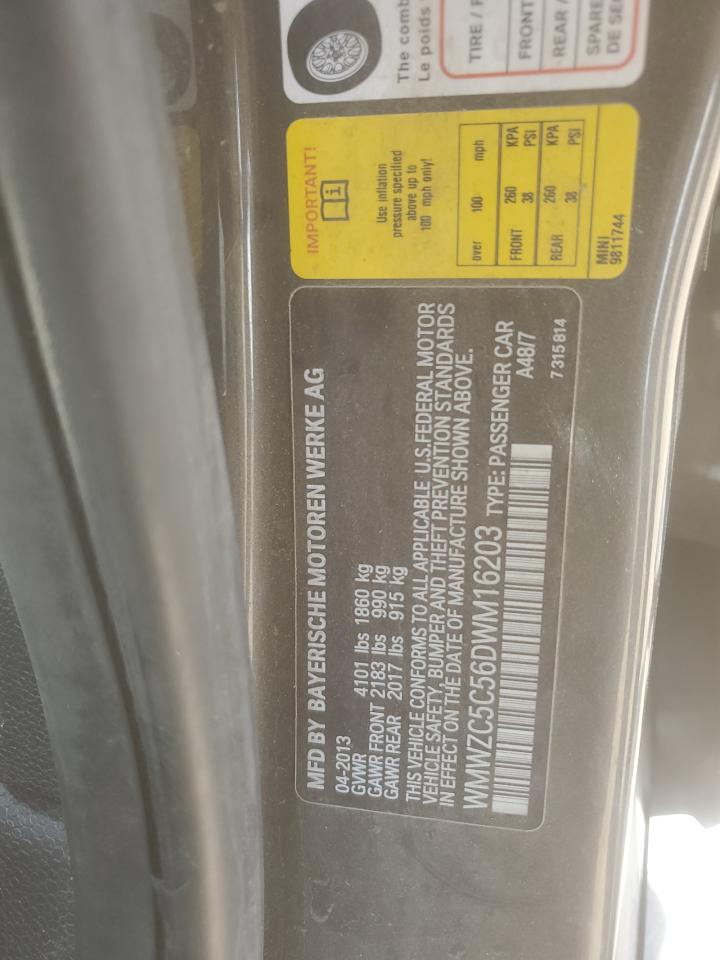 The comb
Le poids
TIRE / P
FRONT
REAR /
SPARE
DE SE
IMPORTANT!
i
Use inflation
pressure specified
above up to
100 mph only!
over 100 mph
FRONT 260 KPA
38 PSI
REAR 260 KPA
38 PSI
MINI
9811744
MFD BY BAYERISCHE MOTOREN WERKE AG
04-2013
GVWR 4101 lbs 1860 kg
GAWR FRONT 2183 lbs 990 kg
GAWR REAR 2017 lbs 915 kg
THIS VEHICLE CONFORMS TO ALL APPLICABLE U.S.FEDERAL MOTOR
VEHICLE SAFETY, BUMPER AND THEFT PREVENTION STANDARDS
IN EFFECT ON THE DATE OF MANUFACTURE SHOWN ABOVE.
WMWZC5C56DWM16203 TYPE: PASSENGER CAR
A48/7
7 315 814